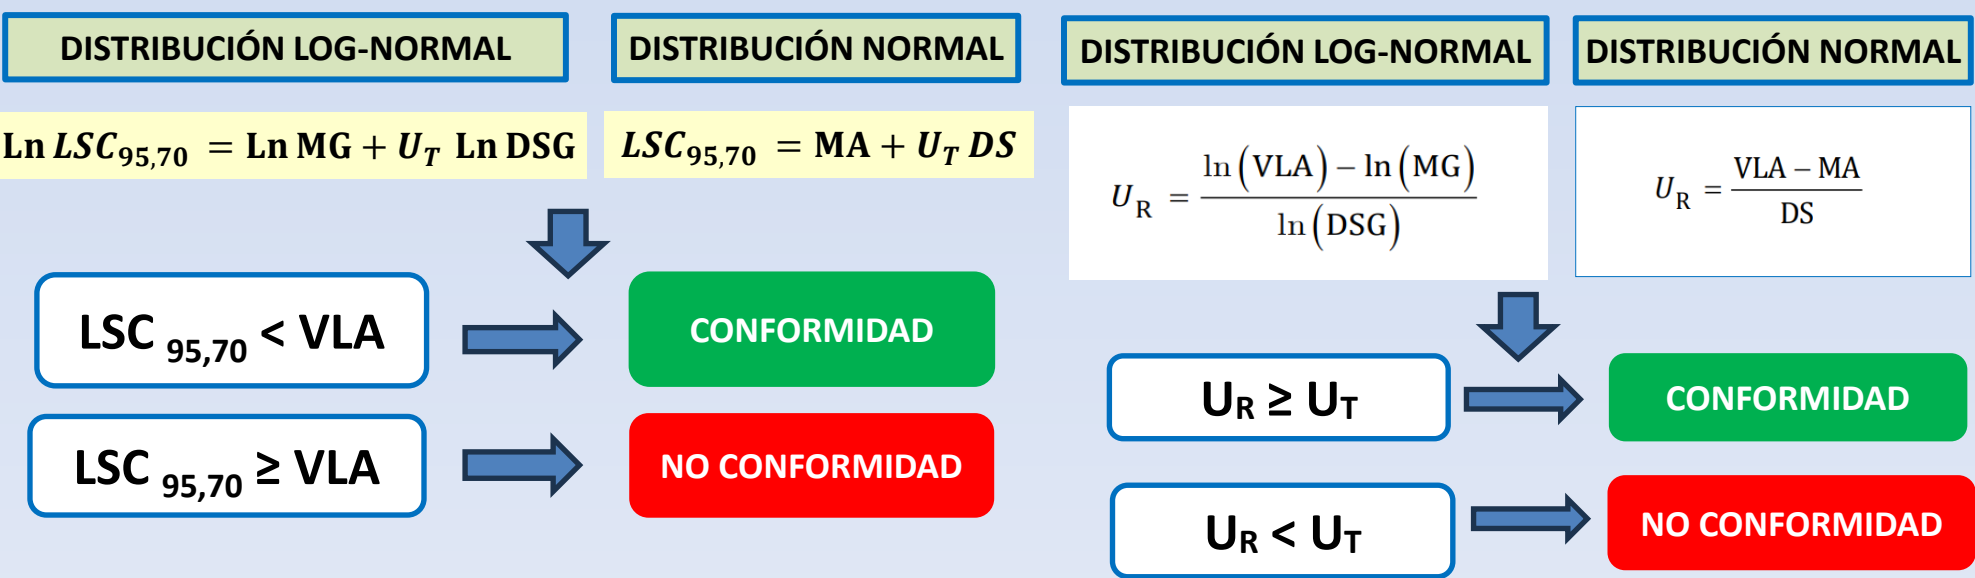 DISTRIBUCIÓN LOG-NORMAL
DISTRIBUCIÓN NORMAL
Ln LSC95,70 = Ln MG + UT Ln DSG
LSC95,70 = MA + UT DS
LSC 95,70 < VLA
CONFORMIDAD
LSC 95,70 ≥ VLA
NO CONFORMIDAD
DISTRIBUCIÓN LOG-NORMAL
DISTRIBUCIÓN NORMAL
UR = ln (VLA) – ln (MG) / ln (DSG)
UR = VLA – MA / DS
UR ≥ UT
CONFORMIDAD
UR < UT
NO CONFORMIDAD